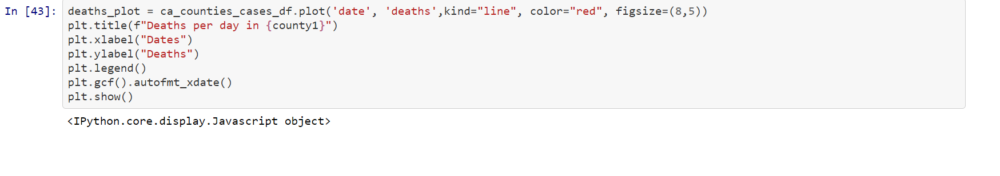 In [43]: deaths_plot = ca_counties_cases_df.plot('date', 'deaths',kind="line", color="red", figsize=(8,5))
plt.title(f"Deaths per day in {county1}")
plt.xlabel("Dates")
plt.ylabel("Deaths")
plt.legend()
plt.gcf().autofmt_xdate()
plt.show()
<IPython.core.display.Javascript object>